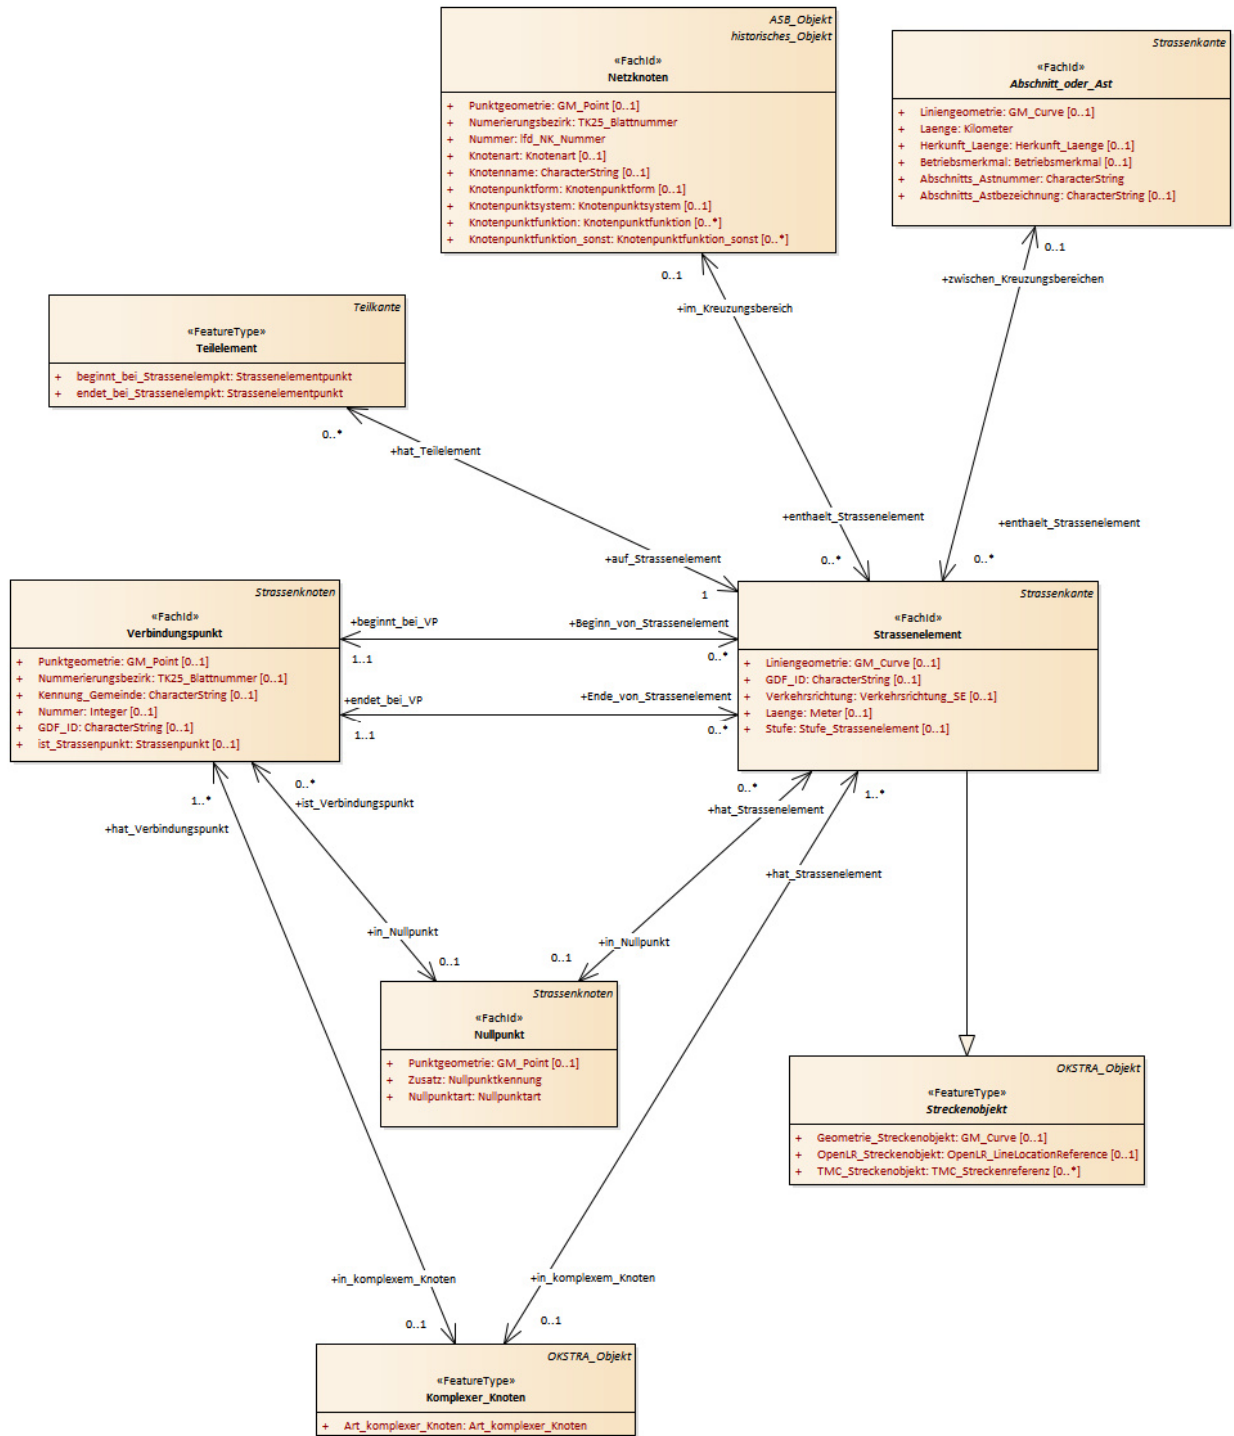 ASB_Objekt
historisches_Objekt
«FachId»
Netzknoten
+ Punktgeometrie: GM_Point [0..1]
+ Numerierungsbezirk: TK25_Blattnummer
+ Nummer: lfd_NK_Nummer
+ Knotenart: Knotenart [0..1]
+ Knotenname: CharacterString [0..1]
+ Knotenpunktform: Knotenpunktform [0..1]
+ Knotenpunktsystem: Knotenpunktsystem [0..1]
+ Knotenpunktfunktion: Knotenpunktfunktion [0..*]
+ Knotenpunktfunktion_sonst: Knotenpunktfunktion_sonst [0..*]
Strassenkante
«FachId»
Abschnitt_oder_Ast
+ Liniengeometrie: GM_Curve [0..1]
+ Laenge: Kilometer
+ Herkunft_Laenge: Herkunft_Laenge [0..1]
+ Betriebsmerkmal: Betriebsmerkmal [0..1]
+ Abschnitts_Astnummer: CharacterString
+ Abschnitts_Astbezeichnung: CharacterString [0..1]
0..1
+im_Kreuzungsbereich
0..1
+zwischen_Kreuzungsbereichen
Teilkante
«FeatureType»
Teilelement
+ beginnt_bei_Strassenelempkt: Strassenelementpunkt
+ endet_bei_Strassenelempkt: Strassenelementpunkt
0..*
+hat_Teilelement
+enthaelt_Strassenelement
0..*
+enthaelt_Strassenelement
0..*
+auf_Strassenelement
1
Strassenknoten
«FachId»
Verbindungspunkt
+ Punktgeometrie: GM_Point [0..1]
+ Nummerierungsbezirk: TK25_Blattnummer [0..1]
+ Kennung_Gemeinde: CharacterString [0..1]
+ Nummer: Integer [0..1]
+ GDF_ID: CharacterString [0..1]
+ ist_Strassenpunkt: Strassenpunkt [0..1]
+beginnt_bei_VP
1..1
+Beginn_von_Strassenelement
0..*
+endet_bei_VP
1..1
+Ende_von_Strassenelement
0..*
Strassenkante
«FachId»
Strassenelement
+ Liniengeometrie: GM_Curve [0..1]
+ GDF_ID: CharacterString [0..1]
+ Verkehrsrichtung: Verkehrsrichtung_SE [0..1]
+ Laenge: Meter [0..1]
+ Stufe: Stufe_Strassenelement [0..1]
1..*
+hat_Verbindungspunkt
0..*
+ist_Verbindungspunkt
0..*
+hat_Strassenelement
1..*
+hat_Strassenelement
+in_Nullpunkt
0..1
+in_Nullpunkt
0..1
Strassenknoten
«FachId»
Nullpunkt
+ Punktgeometrie: GM_Point [0..1]
+ Zusatz: Nullpunktkennung
+ Nullpunktart: Nullpunktart
OKSTRA_Objekt
«FeatureType»
Streckenobjekt
+ Geometrie_Streckenobjekt: GM_Curve [0..1]
+ OpenLR_Streckenobjekt: OpenLR_LineLocationReference [0..1]
+ TMC_Streckenobjekt: TMC_Streckenreferenz [0..*]
+in_komplexem_Knoten
0..1
+in_komplexem_Knoten
0..1
OKSTRA_Objekt
«FeatureType»
Komplexer_Knoten
+ Art_komplexer_Knoten: Art_komplexer_Knoten